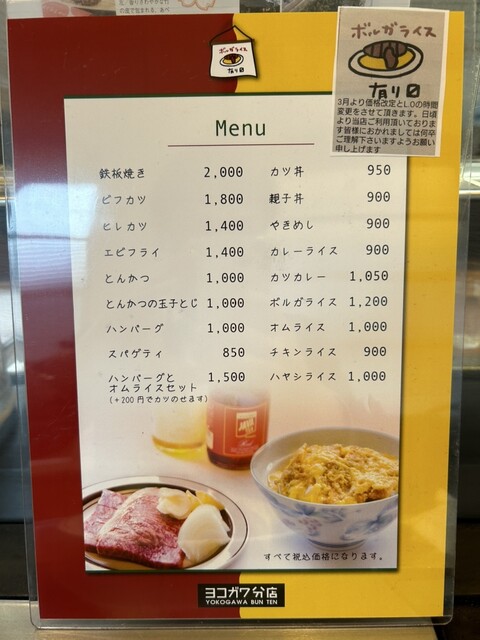 ボルガライス
有り〼
ボルガライス
有り〼
3月より価格改定とL.Oの時間
変更をさせて頂きます。日頃
より当店ご利用頂いておりま
す皆様におかれましては何卒
ご理解下さいますようお願い
申し上げます
Menu
鉄板焼き 2,000
ビフカツ 1,800
ヒレカツ 1,400
エビフライ 1,400
とんかつ 1,000
とんかつの玉子とじ 1,000
ハンバーグ 1,000
スパゲティ 850
ハンバーグと
オムライスセット 1,500
(+200円でカツのせます)
カツ丼 950
親子丼 900
やきめし 900
カレーライス 900
カツカレー 1,050
ボルガライス 1,200
オムライス 1,000
チキンライス 900
ハヤシライス 1,000
すべて税込価格になります。
ヨコガワ分店
YOKOGAWA BUN TEN